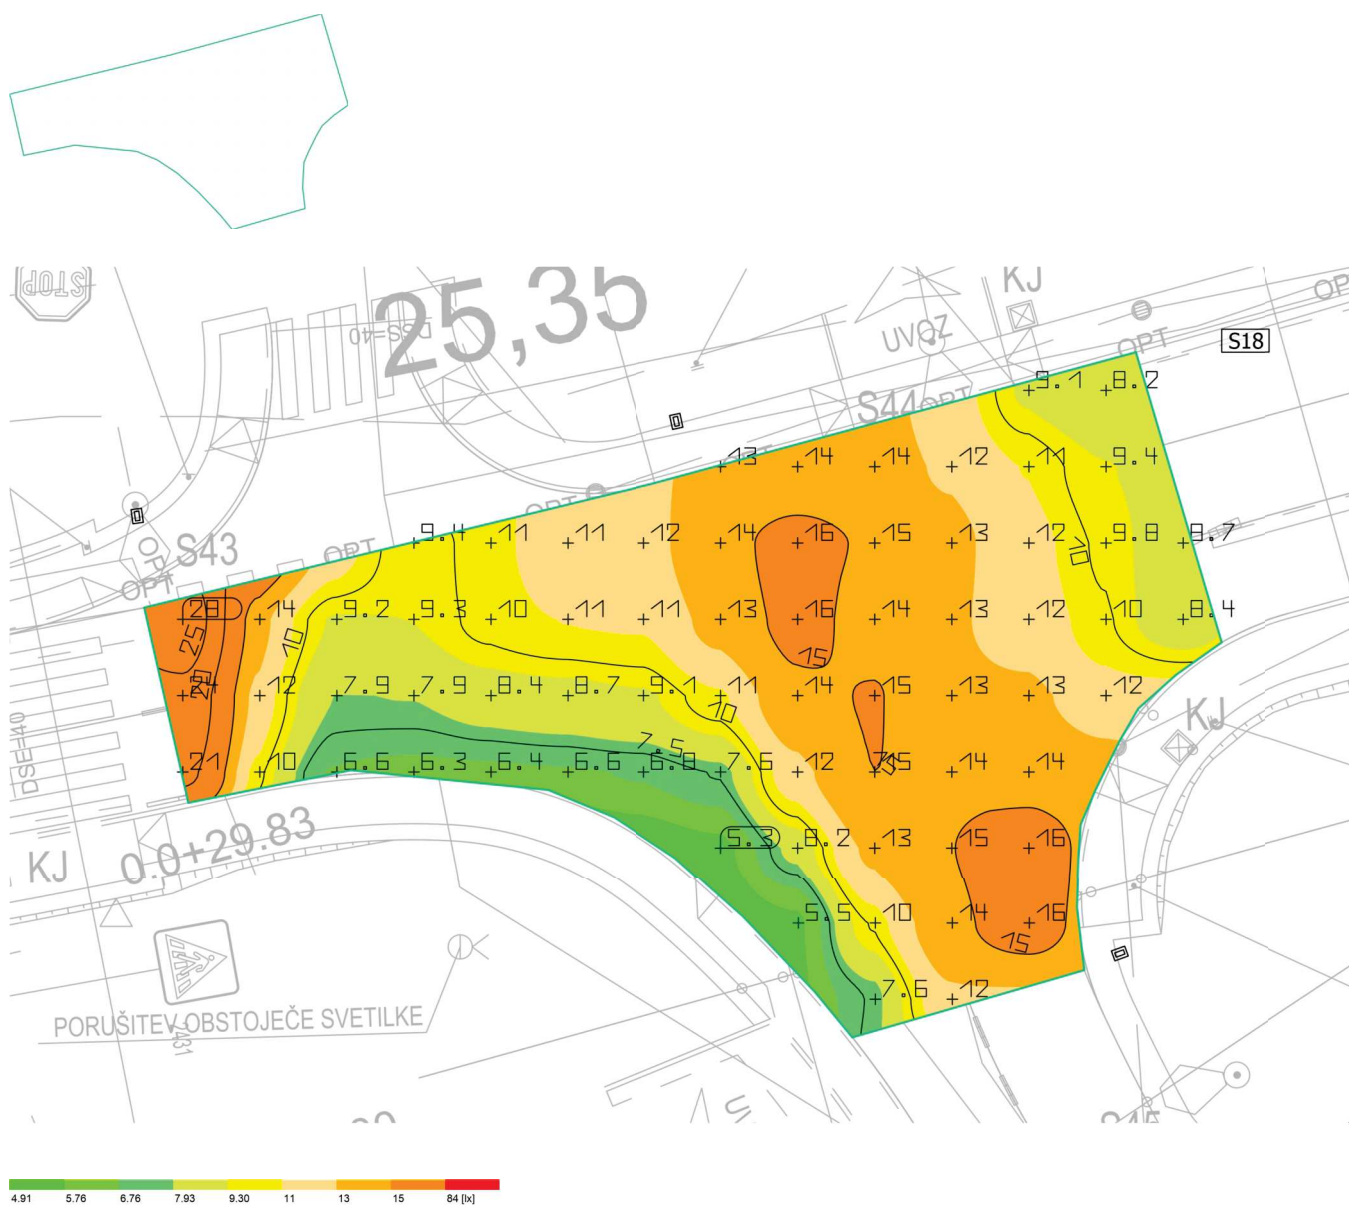 STOP
25,35
DSS=40
UVOZ
KJ
OPT
OPT
S18
S44
OPT
9.1 8.2
OPT
13 14 14 12 11 9.4
OPT
S43
OPT
9.4 11 11 12 14 16 15 13 12 9.8 8.7
OPT
OPT
10
28 14 9.2 9.3 10 11 11 13 16 14 13 12 10 8.4
25
10
15
12 7.9 7.9 8.4 8.7 9.1 11 14 15 13 13 12
10
KJ
DSE=40
7.5
21 10 6.6 6.3 6.4 6.6 6.8 7.6 12 15 14 14
0,0+29.83
5.3 8.2 13 15 16
KJ
5.5 10 14 16
15
7.6 12
PORUŠITEV OBSTOJEČE SVETILKE
7431
4.91 5.76 6.76 7.93 9.30 11 13 15 84 [lx]